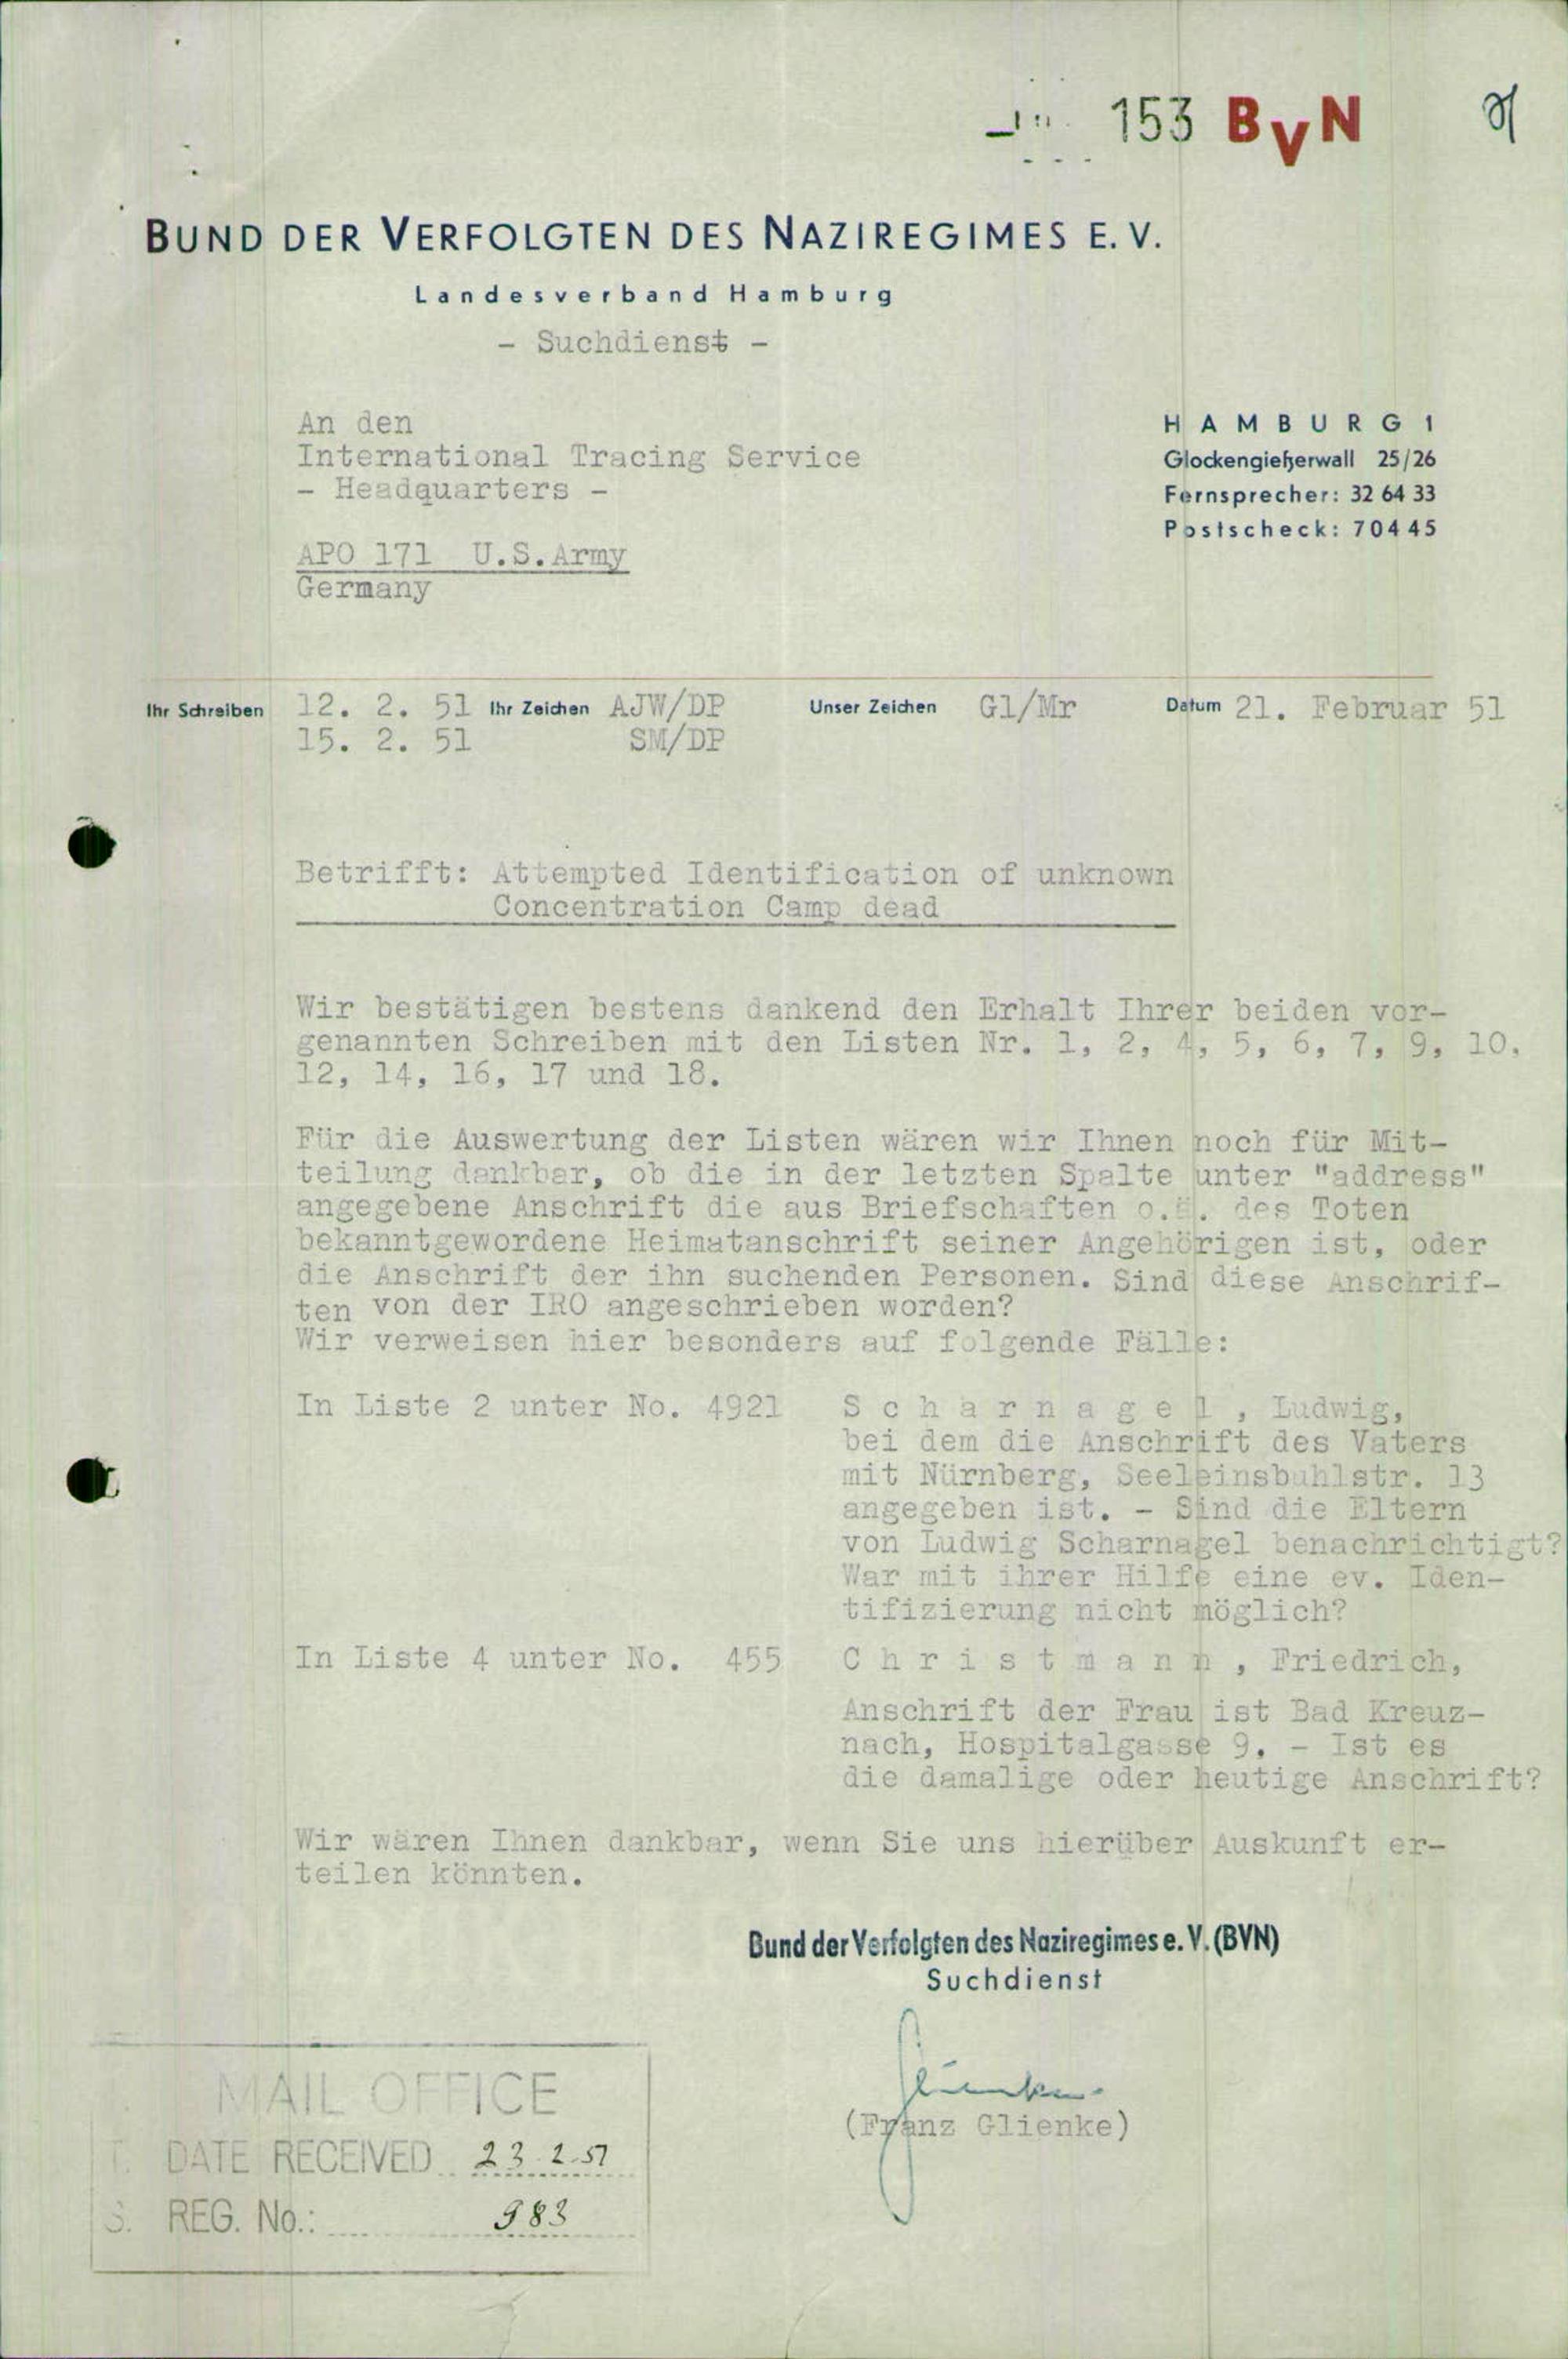 153 BVN
BUND DER VERFOLGTEN DES NAZIREGIMES E. V.
Landesverband Hamburg
- Suchdienst -
An den
International Tracing Service
- Headquarters -
APO 171 U.S.Army
Germany
HAMBURG 1
Glockengießerwall 25/26
Fernsprecher: 32 64 33
Postscheck: 704 45
Ihr Schreiben 12. 2. 51 Ihr Zeichen AJW/DP Unser Zeichen Gl/Mr Datum 21. Februar 51
15. 2. 51 SM/DP
Betrifft: Attempted Identification of unknown
Concentration Camp dead
Wir bestätigen bestens dankend den Erhalt Ihrer beiden vor-
genannten Schreiben mit den Listen Nr. 1, 2, 4, 5, 6, 7, 9, 10,
12, 14, 16, 17 und 18.
Für die Auswertung der Listen wären wir Ihnen noch für Mit-
teilung dankbar, ob die in der letzten Spalte unter "address"
angegebene Anschrift die aus Briefschaften o.ä. des Toten
bekanntgewordene Heimatanschrift seiner Angehörigen ist, oder
die Anschrift der ihn suchenden Personen. Sind diese Anschrif-
ten von der IRO angeschrieben worden?
Wir verweisen hier besonders auf folgende Fälle:
In Liste 2 unter No. 4921 S c h a r n a g e l , Ludwig,
bei dem die Anschrift des Vaters
mit Nürnberg, Seeleinsbuhlstr. 13
angegeben ist. - Sind die Eltern
von Ludwig Scharnagel benachrichtigt?
War mit ihrer Hilfe eine ev. Iden-
tifizierung nicht möglich?
In Liste 4 unter No. 455 C h r i s t m a n n , Friedrich,
Anschrift der Frau ist Bad Kreuz-
nach, Hospitalgasse 9. - Ist es
die damalige oder heutige Anschrift?
Wir wären Ihnen dankbar, wenn Sie uns hierüber Auskunft er-
teilen könnten.
Bund der Verfolgten des Naziregimes e. V. (BVN)
Suchdienst
Glienke
(Franz Glienke)
MAIL OFFICE
T. DATE RECEIVED 23.2.51
S. REG. No.: 983